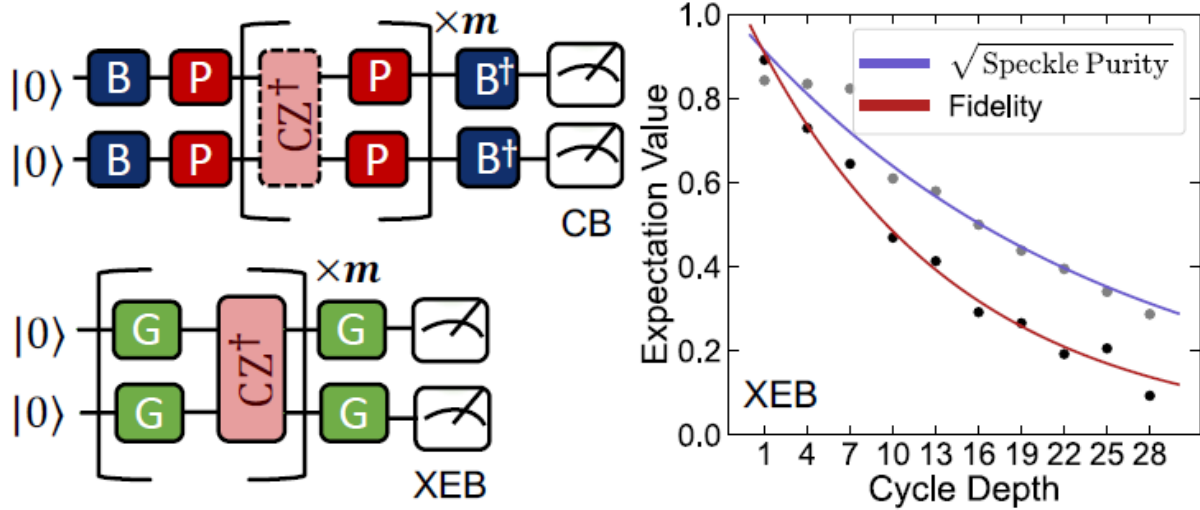 ×m
|0⟩ B P CZ† P B†
|0⟩ B P P B†
CB
×m
|0⟩ G CZ† G
|0⟩ G G
XEB
Expectation Value
1.0
0.8
0.6
0.4
0.2
0.0
√Speckle Purity
Fidelity
XEB
1 4 7 10 13 16 19 22 25 28
Cycle Depth